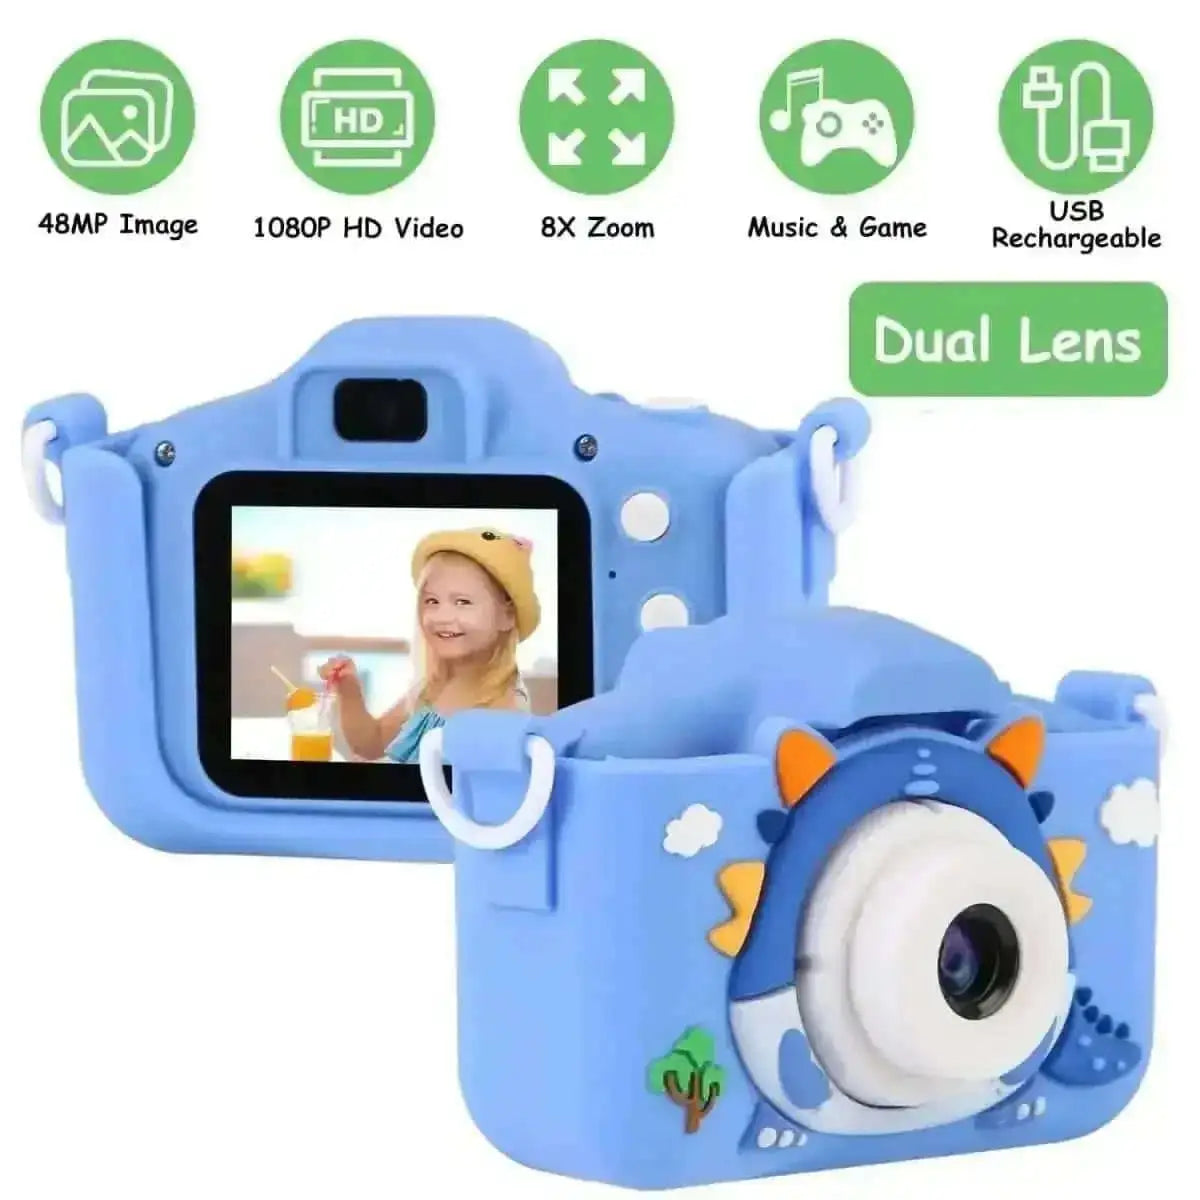 HD
48MP Image
1080P HD Video
8X Zoom
Music & Game
USB
Rechargeable
Dual Lens